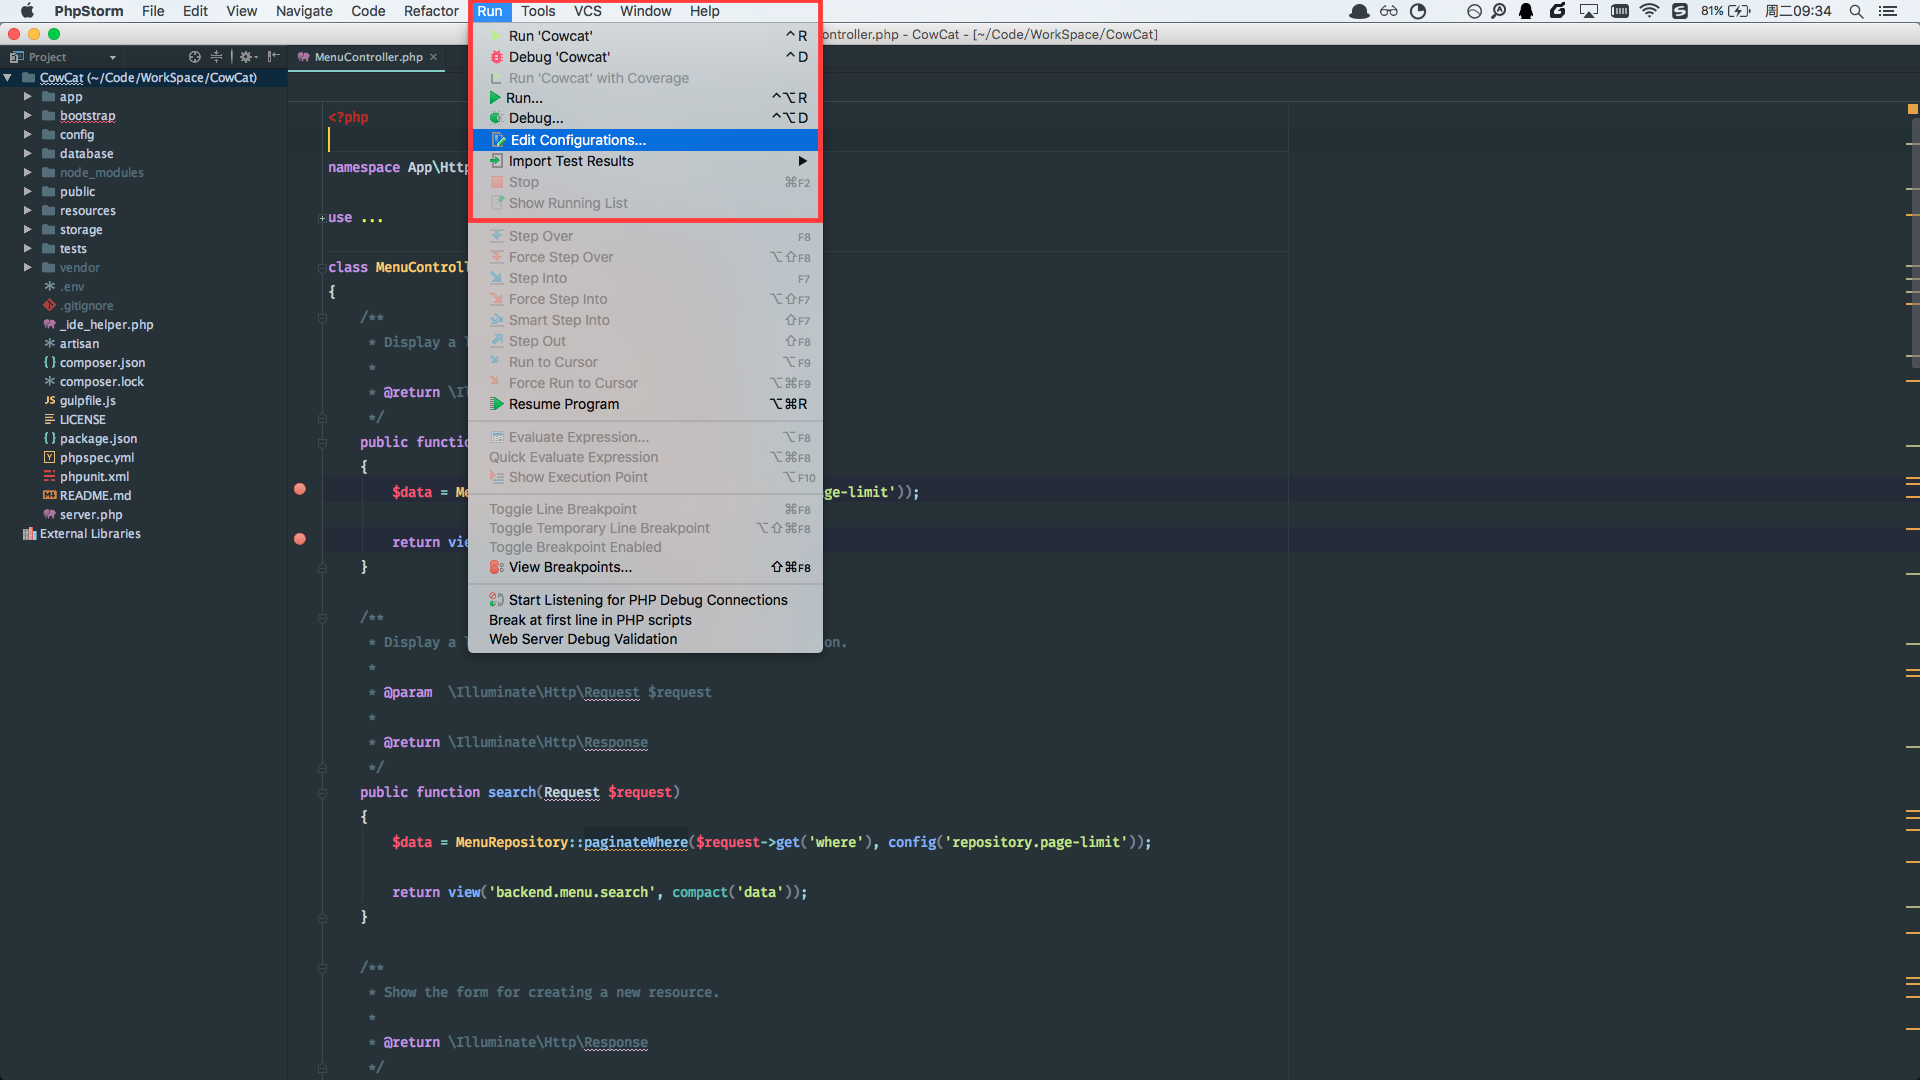 PhpStorm File Edit View Navigate Code Refactor Run Tools VCS Window Help 81% 周二09:34
ontroller.php - CowCat - [~/Code/WorkSpace/CowCat]
Project
MenuController.php
CowCat (~/Code/WorkSpace/CowCat)
app
bootstrap
config
database
node_modules
public
resources
storage
tests
vendor
.env
.gitignore
_ide_helper.php
artisan
composer.json
composer.lock
gulpfile.js
LICENSE
package.json
phpspec.yml
phpunit.xml
README.md
server.php
External Libraries
Run 'Cowcat' ^R
Debug 'Cowcat' ^D
Run 'Cowcat' with Coverage
Run... ^⌥R
Debug... ^⌥D
Edit Configurations...
Import Test Results
Stop ⌘F2
Show Running List
Step Over F8
Force Step Over ⌥⇧F8
Step Into F7
Force Step Into ⌥⇧F7
Smart Step Into ⇧F7
Step Out ⇧F8
Run to Cursor ⌥F9
Force Run to Cursor ⌥⌘F9
Resume Program ⌥⌘R
Evaluate Expression... ⌥F8
Quick Evaluate Expression ⌥⌘F8
Show Execution Point ⌥F10
Toggle Line Breakpoint ⌘F8
Toggle Temporary Line Breakpoint ⌥⇧⌘F8
Toggle Breakpoint Enabled
View Breakpoints... ⇧⌘F8
Start Listening for PHP Debug Connections
Break at first line in PHP scripts
Web Server Debug Validation
<?php
namespace App\Http
use ...
class MenuControl
{
/**
* Display a
*
* @return \Il
*/
public functio
{
$data = Me ge-limit'));
return vie
}
/**
* Display a on.
*
* @param \Illuminate\Http\Request $request
*
* @return \Illuminate\Http\Response
*/
public function search(Request $request)
{
$data = MenuRepository::paginateWhere($request->get('where'), config('repository.page-limit'));
return view('backend.menu.search', compact('data'));
}
/**
* Show the form for creating a new resource.
*
* @return \Illuminate\Http\Response
*/